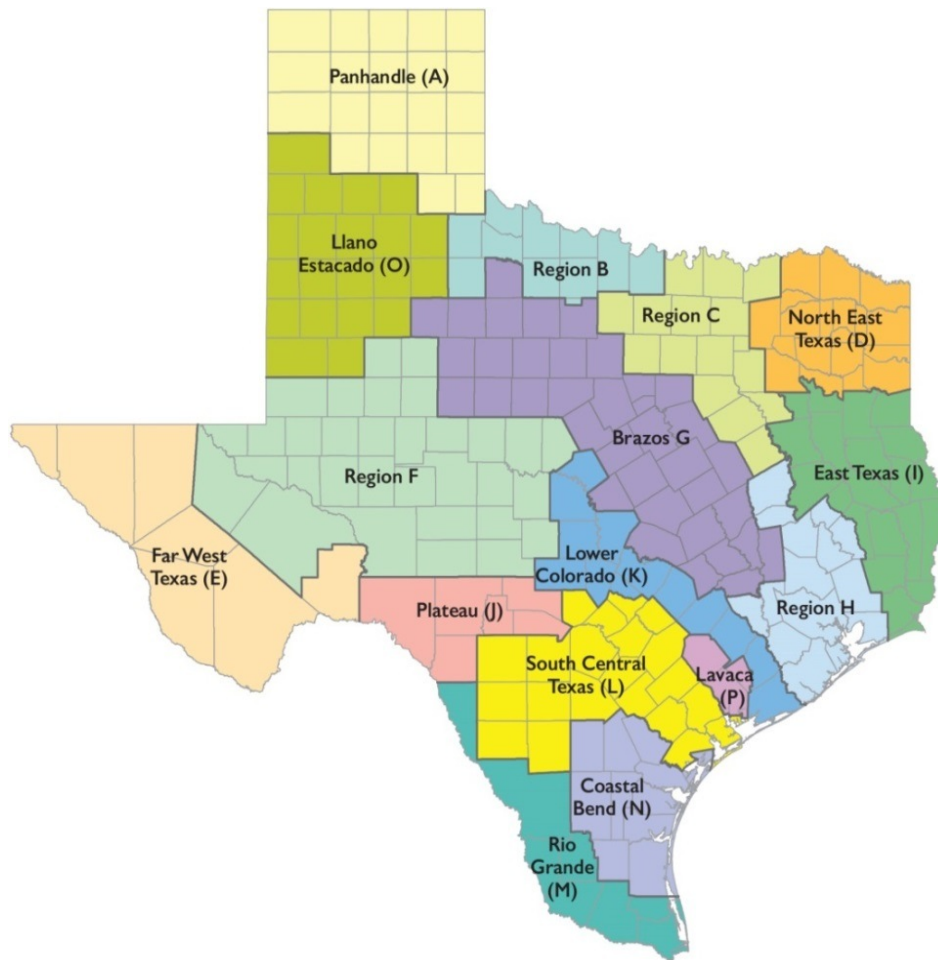 Panhandle (A)
Llano
Estacado (O)
Region B
Region C
North East
Texas (D)
Brazos G
East Texas (I)
Region F
Far West
Texas (E)
Lower
Colorado (K)
Plateau (J)
Region H
South Central
Texas (L)
Lavaca
(P)
Coastal
Bend (N)
Rio
Grande
(M)